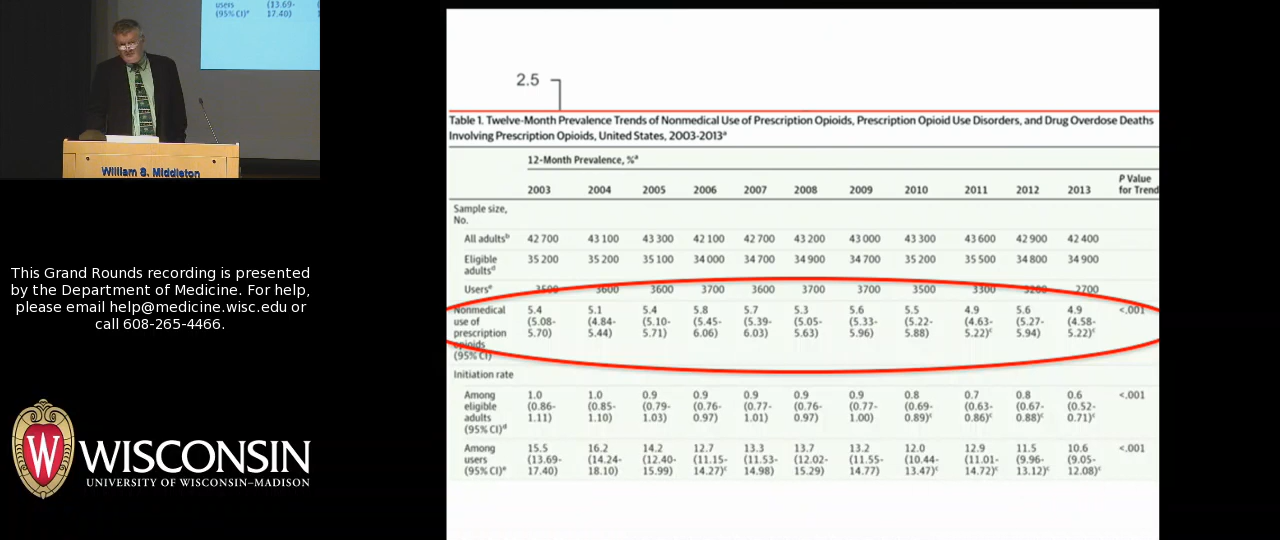 users (13.69-
(95% CI)ᵉ 17.40)
William S. Middleton
This Grand Rounds recording is presented
by the Department of Medicine. For help,
please email help@medicine.wisc.edu or
call 608-265-4466.
W
WISCONSIN
UNIVERSITY OF WISCONSIN–MADISON
2.5
Table 1. Twelve-Month Prevalence Trends of Nonmedical Use of Prescription Opioids, Prescription Opioid Use Disorders, and Drug Overdose Deaths
Involving Prescription Opioids, United States, 2003-2013ᵃ
12-Month Prevalence, %ᵃ
2003 2004 2005 2006 2007 2008 2009 2010 2011 2012 2013 P Value for Trend
Sample size,
No.
All adultsᵇ 42 700 43 100 43 300 42 100 42 700 43 200 43 000 43 300 43 600 42 900 42 400
Eligible 35 200 35 200 35 100 34 000 34 700 34 900 34 700 35 200 35 500 34 800 34 900
adultsᵈ
Usersᵉ 3500 3600 3600 3700 3600 3700 3700 3500 3300 3200 2700
Nonmedical 5.4 5.1 5.4 5.8 5.7 5.3 5.6 5.5 4.9 5.6 4.9 <.001
use of (5.08- (4.84- (5.10- (5.45- (5.39- (5.05- (5.33- (5.22- (4.63- (5.27- (4.58-
prescription 5.70) 5.44) 5.71) 6.06) 6.03) 5.63) 5.96) 5.88) 5.22)ᶜ 5.94) 5.22)ᶜ
opioids
(95% CI)
Initiation rate
Among 1.0 1.0 0.9 0.9 0.9 0.9 0.9 0.8 0.7 0.8 0.6 <.001
eligible (0.86- (0.85- (0.79- (0.76- (0.77- (0.76- (0.77- (0.69- (0.63- (0.67- (0.52-
adults 1.11) 1.10) 1.03) 0.97) 1.01) 0.97) 1.00) 0.89)ᶜ 0.86)ᶜ 0.88)ᶜ 0.71)ᶜ
(95% CI)ᵈ
Among 15.5 16.2 14.2 12.7 13.3 13.7 13.2 12.0 12.9 11.5 10.6 <.001
users (13.69- (14.24- (12.40- (11.15- (11.53- (12.02- (11.55- (10.44- (11.01- (9.96- (9.05-
(95% CI)ᵉ 17.40) 18.10) 15.99) 14.27)ᶜ 14.98) 15.29) 14.77) 13.47)ᶜ 14.72)ᶜ 13.12)ᶜ 12.08)ᶜ